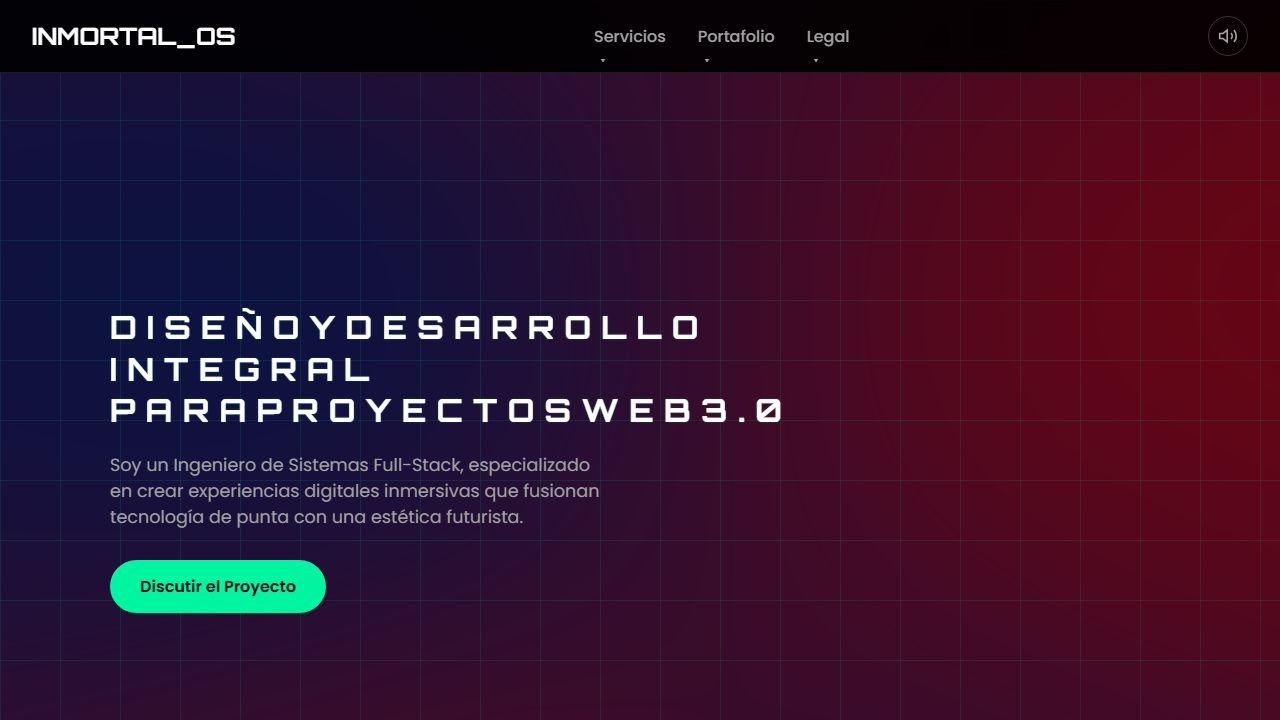 INMORTAL_OS
Servicios
Portafolio
Legal
DISEÑOYDESARROLLO
INTEGRAL
PARAPROYECTOSWEB3.0
Soy un Ingeniero de Sistemas Full-Stack, especializado
en crear experiencias digitales inmersivas que fusionan
tecnología de punta con una estética futurista.
Discutir el Proyecto